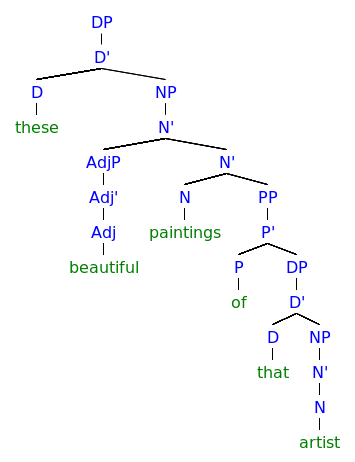 DP
D'
D NP
these N'
AdjP N'
Adj' N PP
Adj paintings P'
beautiful P DP
of D'
D NP
that N'
N
artist